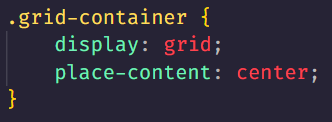 .grid-container {
    display: grid;
    place-content: center;
}